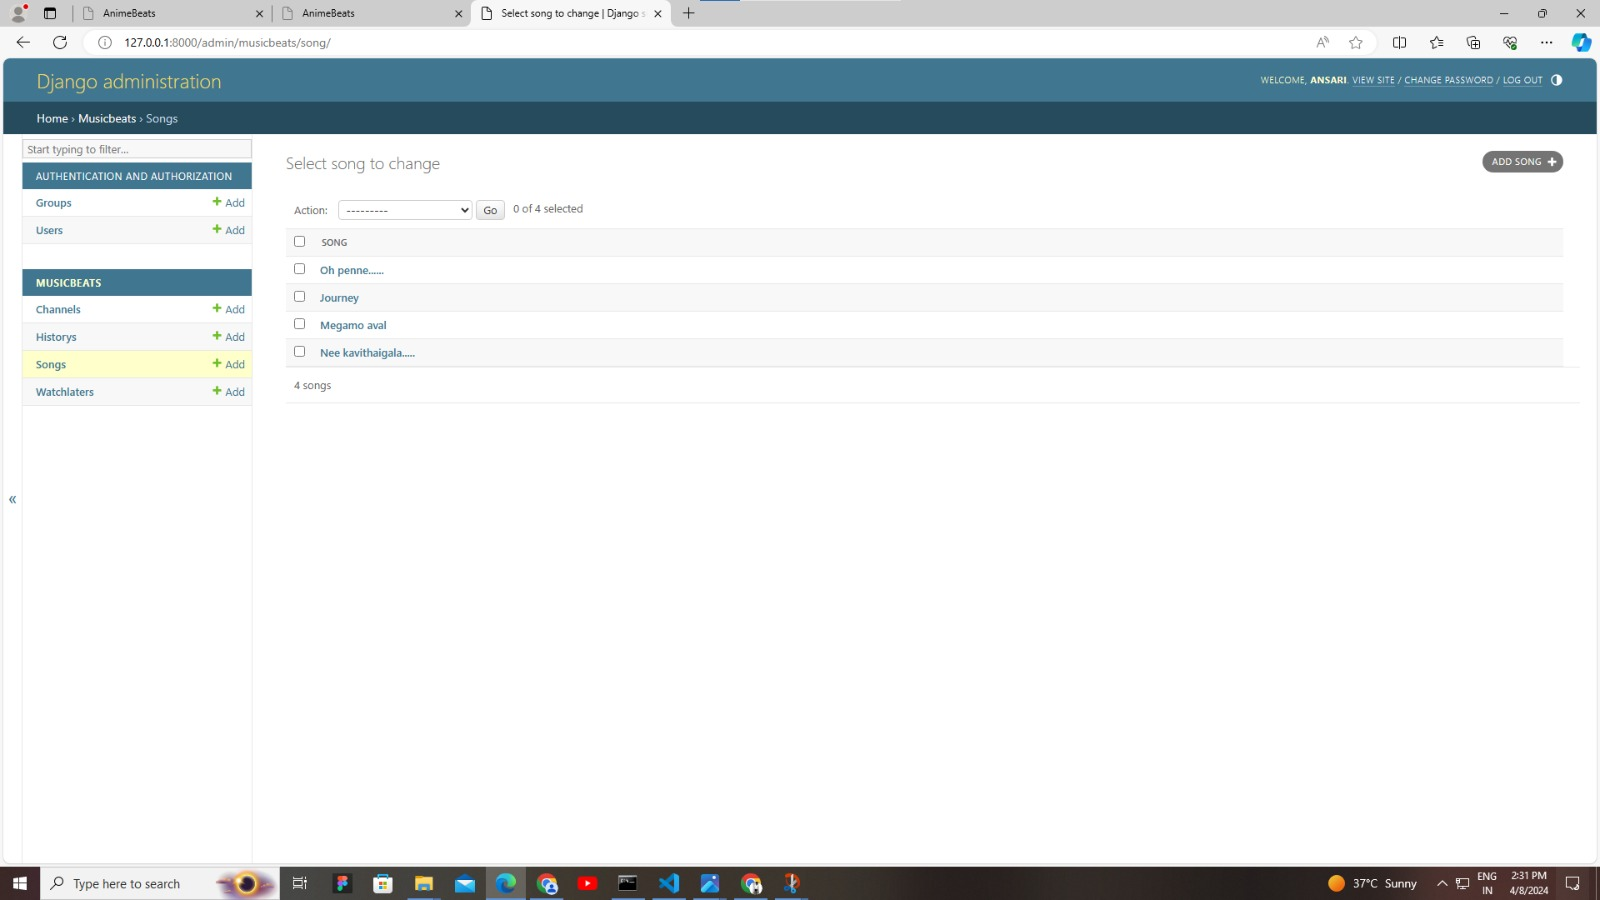 AnimeBeats
AnimeBeats
Select song to change | Django s
127.0.0.1:8000/admin/musicbeats/song/
Django administration
WELCOME, ANSARI. VIEW SITE / CHANGE PASSWORD / LOG OUT
Home › Musicbeats › Songs
Start typing to filter...
AUTHENTICATION AND AUTHORIZATION
Groups + Add
Users + Add
MUSICBEATS
Channels + Add
Historys + Add
Songs + Add
Watchlaters + Add
«
Select song to change
ADD SONG +
Action: --------- Go 0 of 4 selected
SONG
Oh penne......
Journey
Megamo aval
Nee kavithaigala.....
4 songs
Type here to search
37°C Sunny
ENG
IN
2:31 PM
4/8/2024